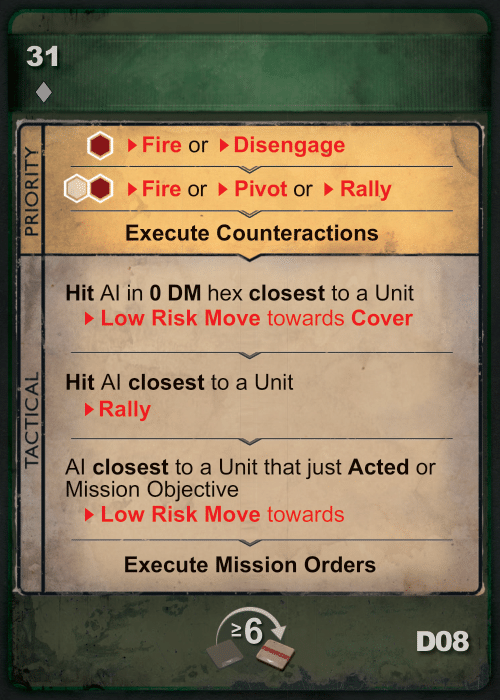 31
PRIORITY
Fire or Disengage
Fire or Pivot or Rally
Execute Counteractions
TACTICAL
Hit AI in 0 DM hex closest to a Unit
Low Risk Move towards Cover
Hit AI closest to a Unit
Rally
AI closest to a Unit that just Acted or
Mission Objective
Low Risk Move towards
Execute Mission Orders
≥6
D08